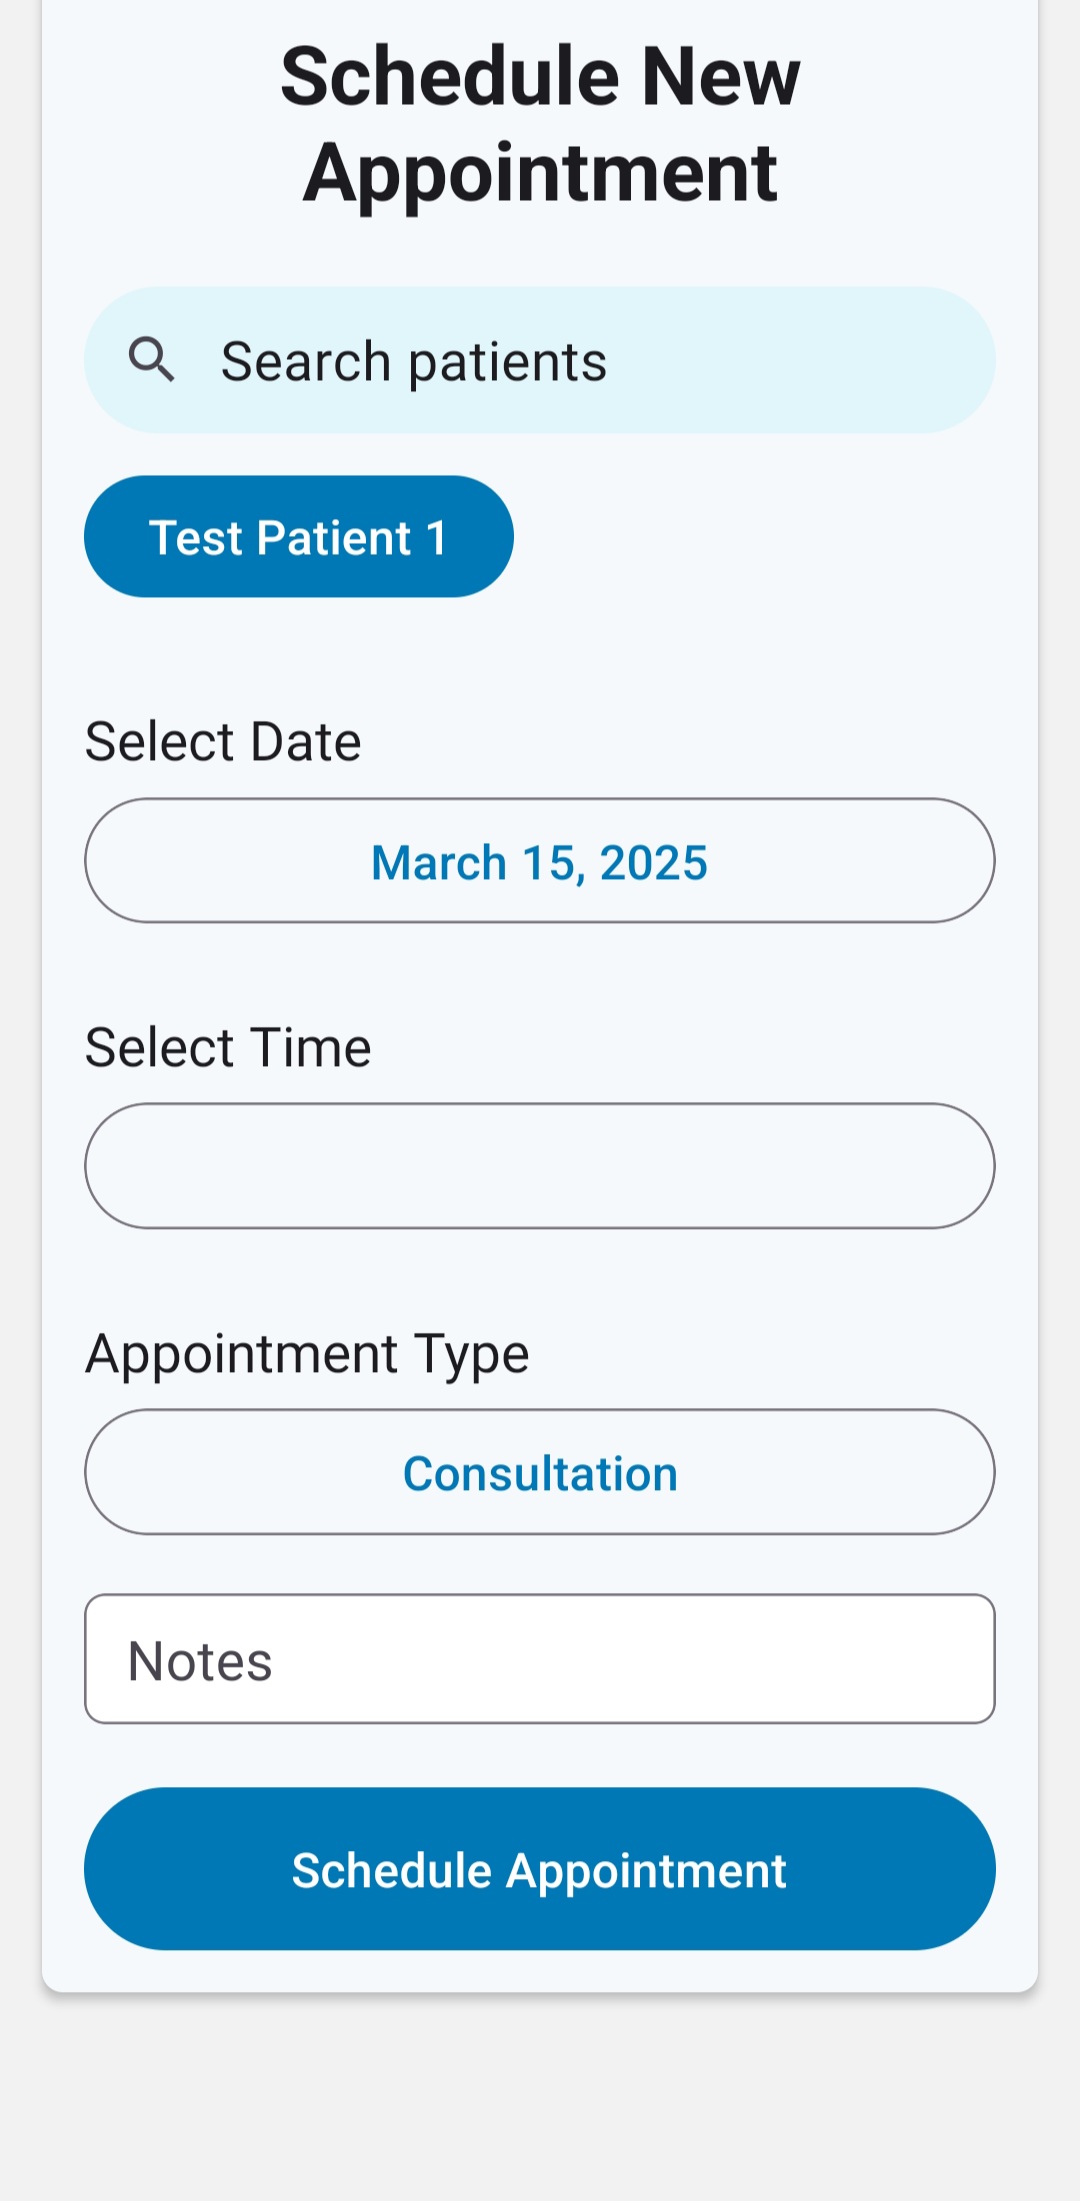 Schedule New
Appointment
Search patients
Test Patient 1
Select Date
March 15, 2025
Select Time
Appointment Type
Consultation
Notes
Schedule Appointment